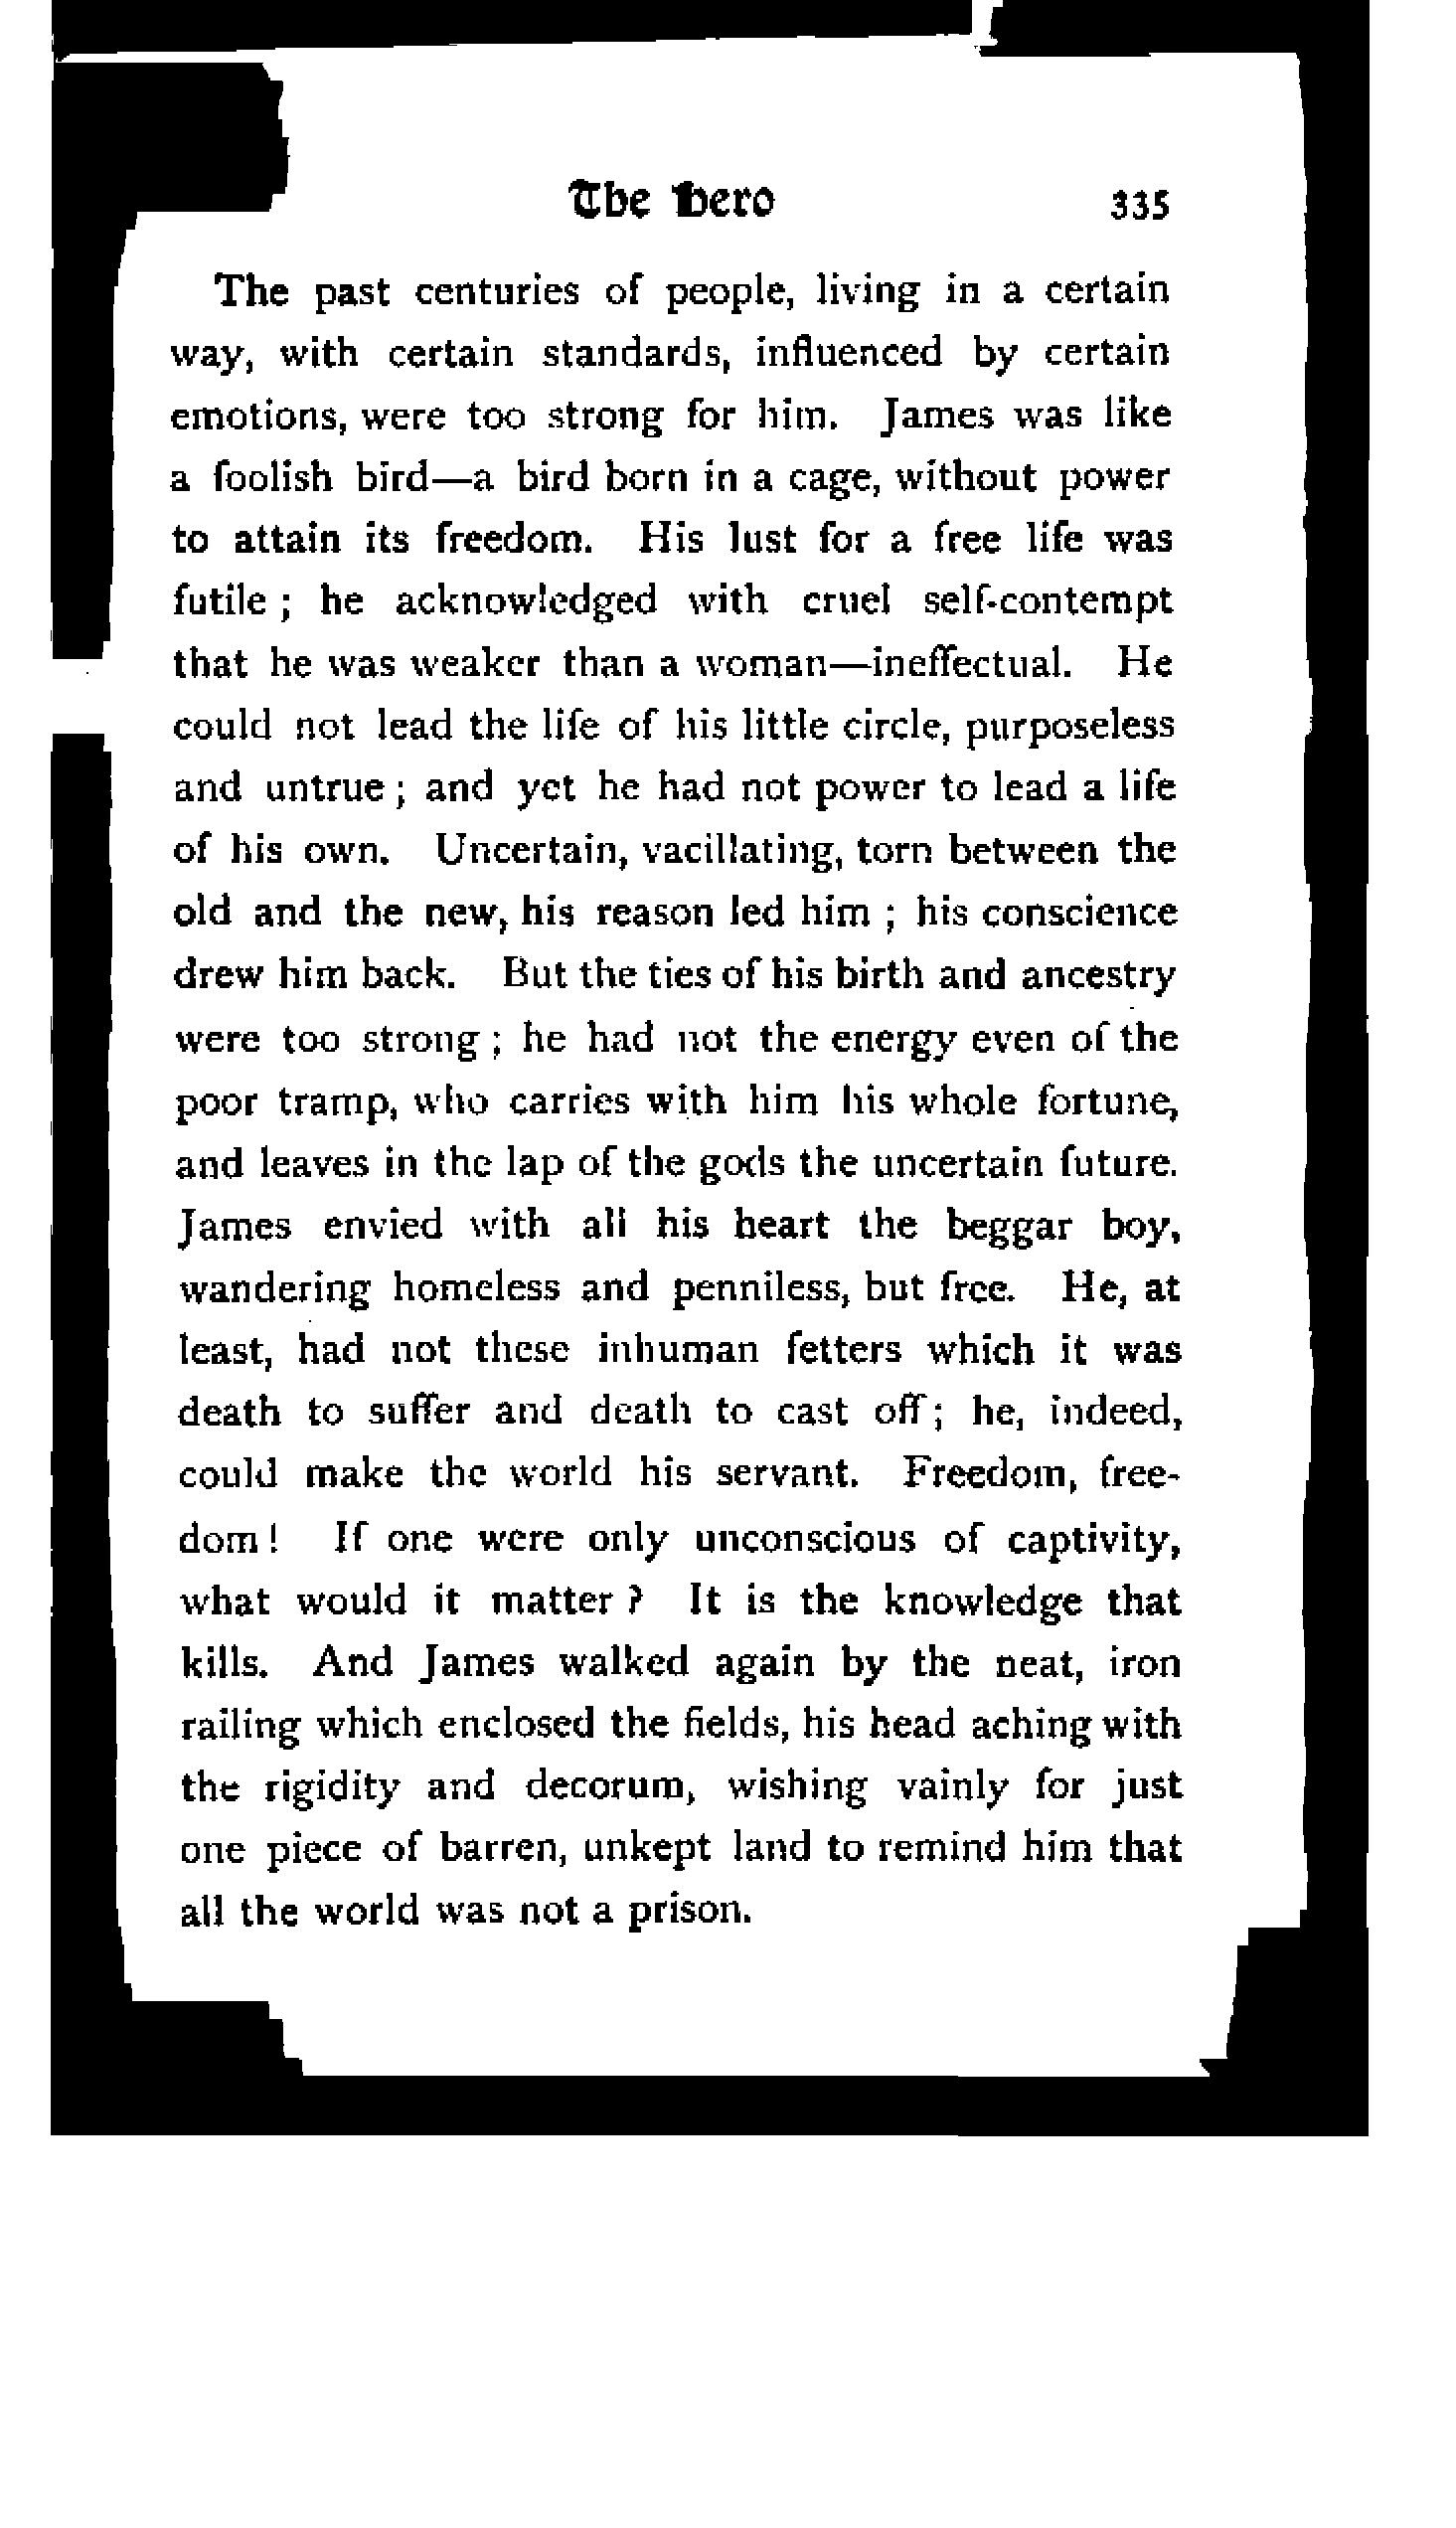 The Hero 335
The past centuries of people, living in a certain
way, with certain standards, influenced by certain
emotions, were too strong for him. James was like
a foolish bird—a bird born in a cage, without power
to attain its freedom. His lust for a free life was
futile ; he acknowledged with cruel self-contempt
that he was weaker than a woman—ineffectual. He
could not lead the life of his little circle, purposeless
and untrue ; and yet he had not power to lead a life
of his own. Uncertain, vacillating, torn between the
old and the new, his reason led him ; his conscience
drew him back. But the ties of his birth and ancestry
were too strong ; he had not the energy even of the
poor tramp, who carries with him his whole fortune,
and leaves in the lap of the gods the uncertain future.
James envied with all his heart the beggar boy,
wandering homeless and penniless, but free. He, at
least, had not these inhuman fetters which it was
death to suffer and death to cast off ; he, indeed,
could make the world his servant. Freedom, free-
dom ! If one were only unconscious of captivity,
what would it matter ? It is the knowledge that
kills. And James walked again by the neat, iron
railing which enclosed the fields, his head aching with
the rigidity and decorum, wishing vainly for just
one piece of barren, unkept land to remind him that
all the world was not a prison.